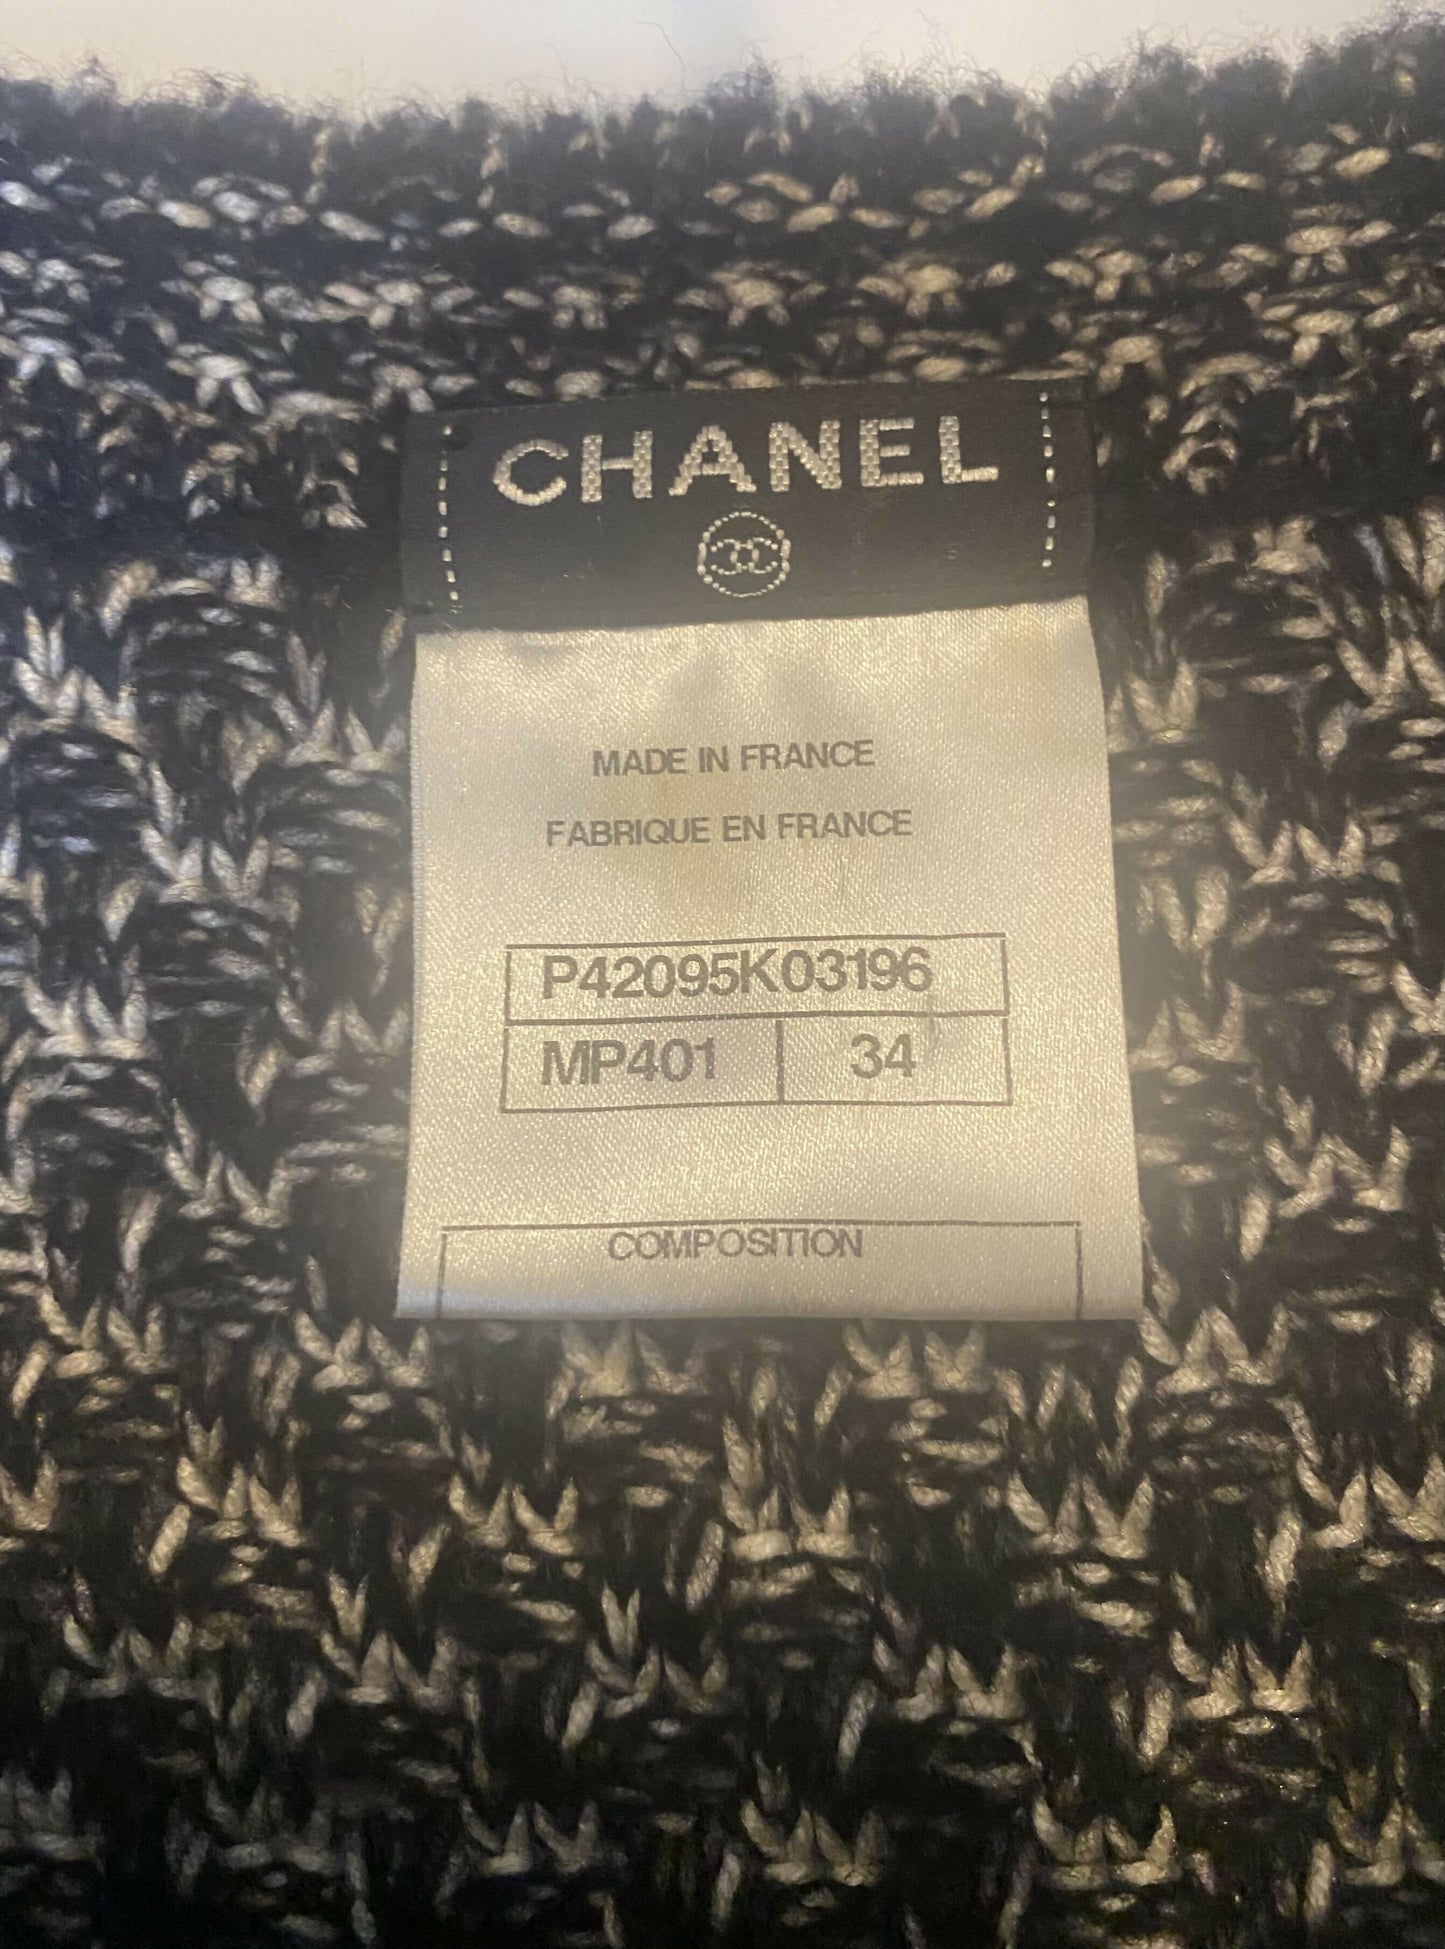 CHANEL
MADE IN FRANCE
FABRIQUE EN FRANCE
P42095K03196
MP401 34
COMPOSITION